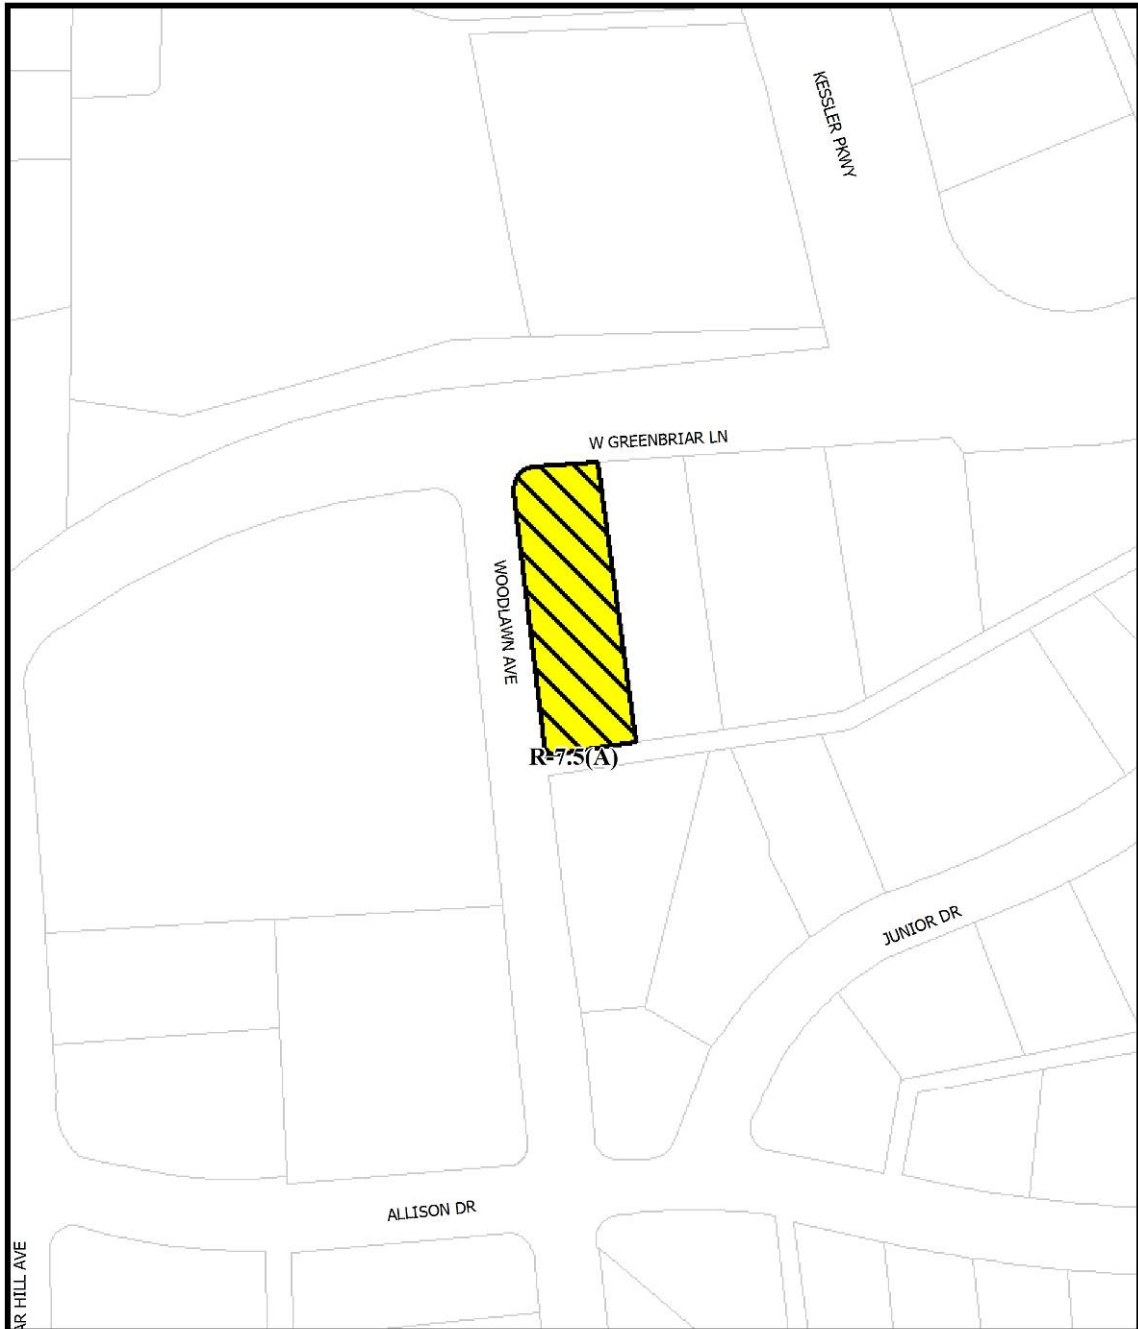 KESSLER PKWY
W GREENBRIAR LN
WOODLAWN AVE
R-7.5(A)
JUNIOR DR
ALLISON DR
AR HILL AVE